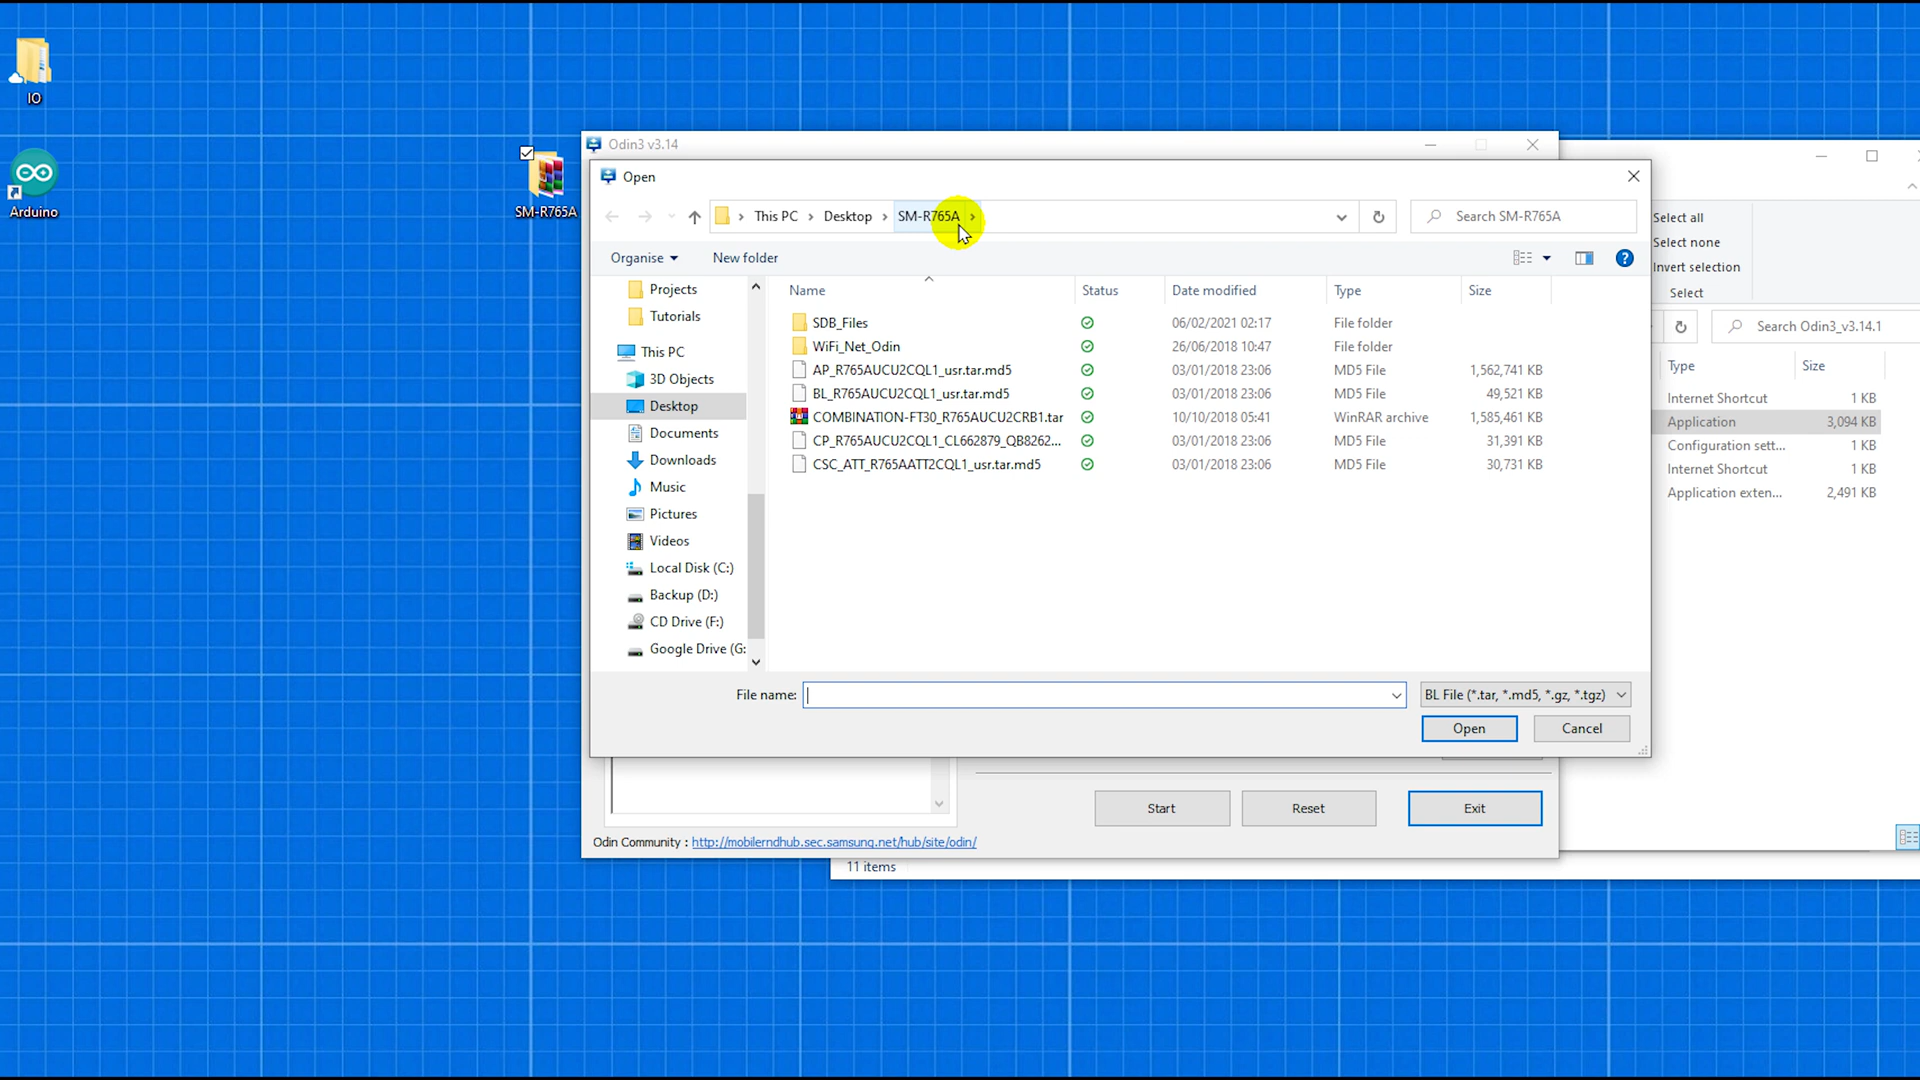 IO
Arduino
SM-R765A
Odin3 v3.14
Open
This PC
Desktop
SM-R765A
Search SM-R765A
Organise
New folder
Name
Status
Date modified
Type
Size
Projects
Tutorials
This PC
3D Objects
Desktop
Documents
Downloads
Music
Pictures
Videos
Local Disk (C:)
Backup (D:)
CD Drive (F:)
Google Drive (G:
SDB_Files 06/02/2021 02:17 File folder
WiFi_Net_Odin 26/06/2018 10:47 File folder
AP_R765AUCU2CQL1_usr.tar.md5 03/01/2018 23:06 MD5 File 1,562,741 KB
BL_R765AUCU2CQL1_usr.tar.md5 03/01/2018 23:06 MD5 File 49,521 KB
COMBINATION-FT30_R765AUCU2CRB1.tar 10/10/2018 05:41 WinRAR archive 1,585,461 KB
CP_R765AUCU2CQL1_CL662879_QB8262... 03/01/2018 23:06 MD5 File 31,391 KB
CSC_ATT_R765AATT2CQL1_usr.tar.md5 03/01/2018 23:06 MD5 File 30,731 KB
File name:
BL File (*.tar, *.md5, *.gz, *.tgz)
Open
Cancel
Start
Reset
Exit
Odin Community : http://mobilerndhub.sec.samsung.net/hub/site/odin/
11 items
Select all
Select none
Invert selection
Select
Search Odin3_v3.14.1
Type
Size
Internet Shortcut 1 KB
Application 3,094 KB
Configuration sett... 1 KB
Internet Shortcut 1 KB
Application exten... 2,491 KB